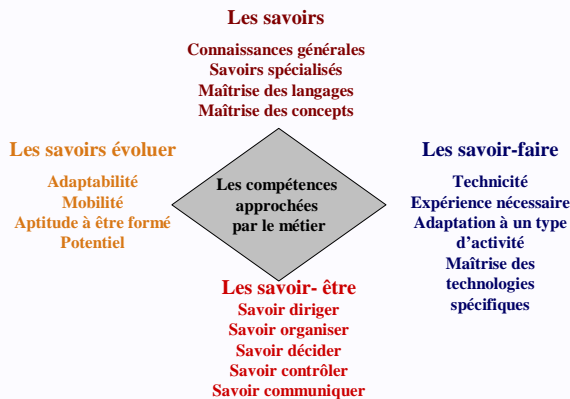 Les savoirs
Connaissances générales
Savoirs spécialisés
Maîtrise des langages
Maîtrise des concepts
Les savoirs évoluer
Adaptabilité
Mobilité
Aptitude à être formé
Potentiel
Les compétences
approchées
par le métier
Les savoir-faire
Technicité
Expérience nécessaire
Adaptation à un type
d’activité
Maîtrise des
technologies
spécifiques
Les savoir- être
Savoir diriger
Savoir organiser
Savoir décider
Savoir contrôler
Savoir communiquer